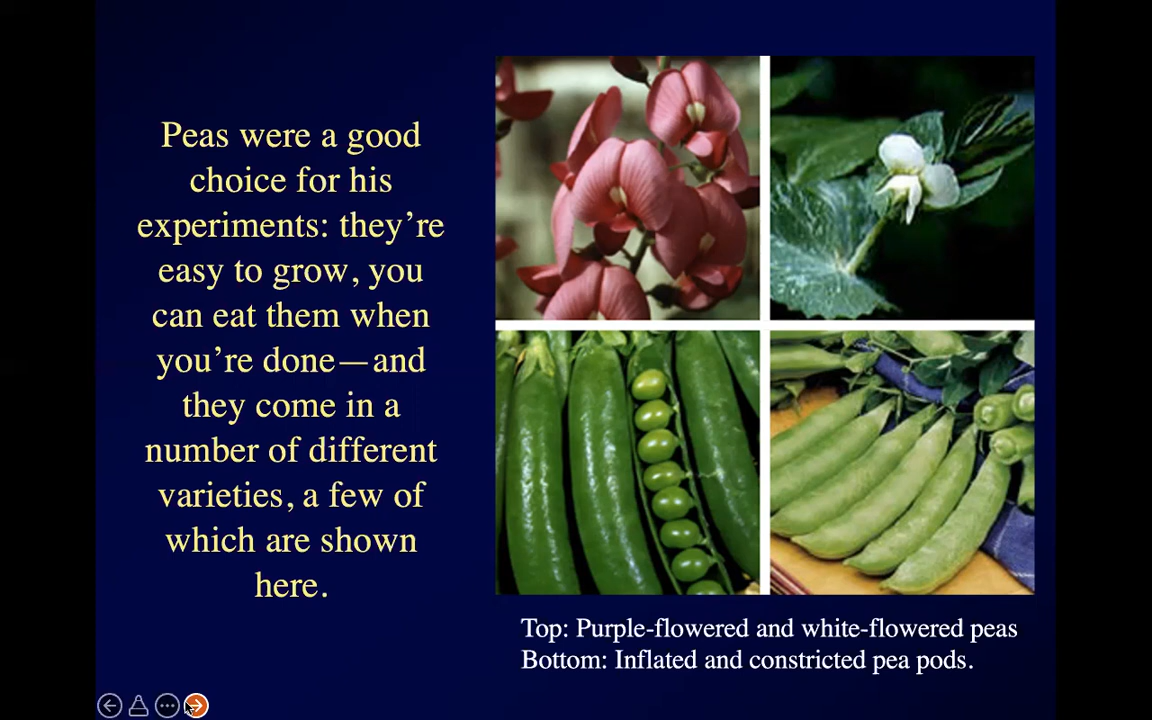 Peas were a good
choice for his
experiments: they’re
easy to grow, you
can eat them when
you’re done—and
they come in a
number of different
varieties, a few of
which are shown
here.
Top: Purple-flowered and white-flowered peas
Bottom: Inflated and constricted pea pods.